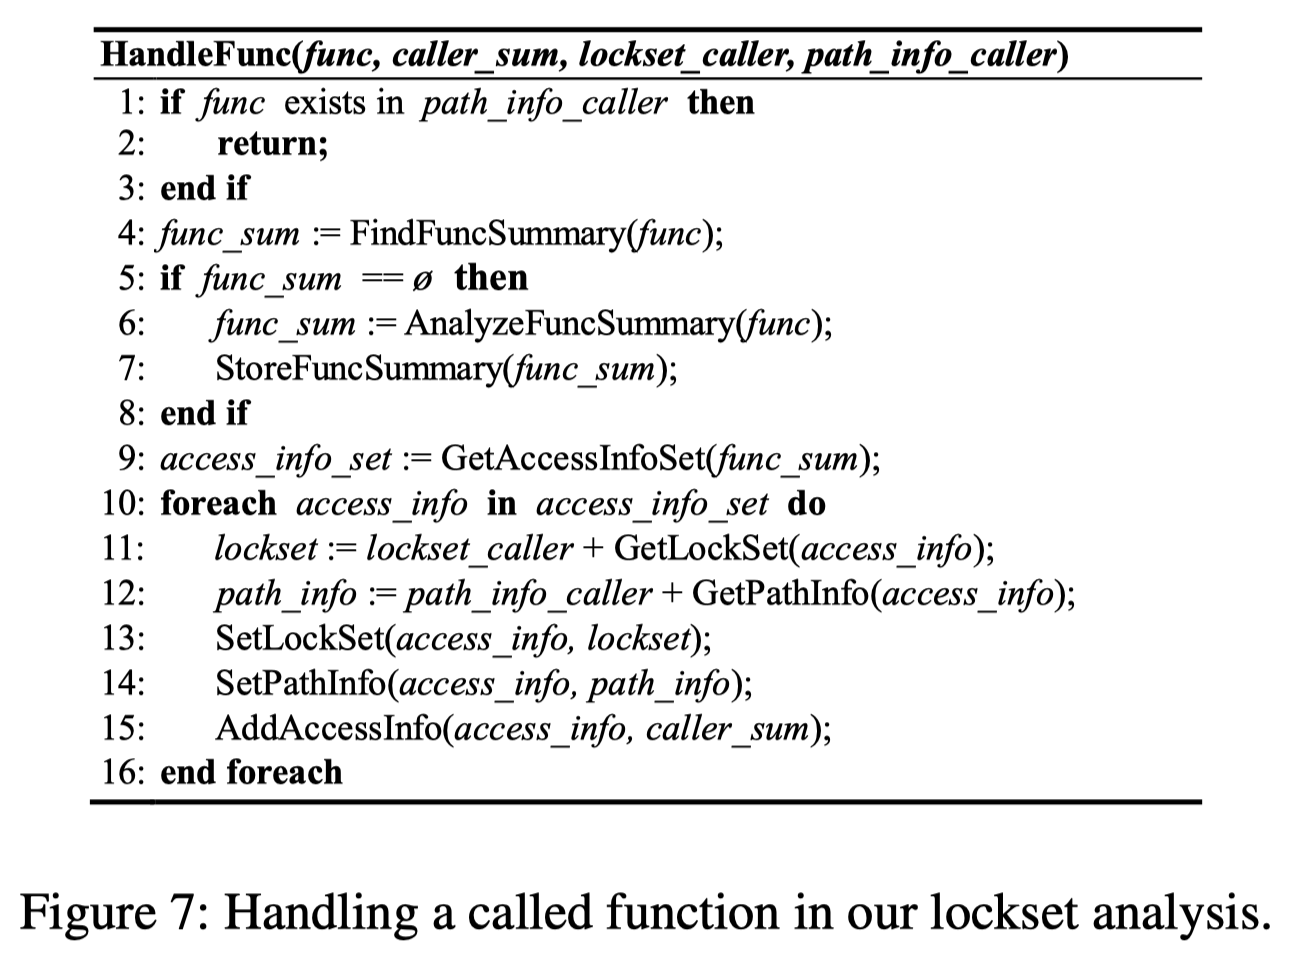 HandleFunc(func, caller_sum, lockset_caller, path_info_caller)
1: if func exists in path_info_caller then
2: return;
3: end if
4: func_sum := FindFuncSummary(func);
5: if func_sum == ø then
6: func_sum := AnalyzeFuncSummary(func);
7: StoreFuncSummary(func_sum);
8: end if
9: access_info_set := GetAccessInfoSet(func_sum);
10: foreach access_info in access_info_set do
11: lockset := lockset_caller + GetLockSet(access_info);
12: path_info := path_info_caller + GetPathInfo(access_info);
13: SetLockSet(access_info, lockset);
14: SetPathInfo(access_info, path_info);
15: AddAccessInfo(access_info, caller_sum);
16: end foreach
Figure 7: Handling a called function in our lockset analysis.